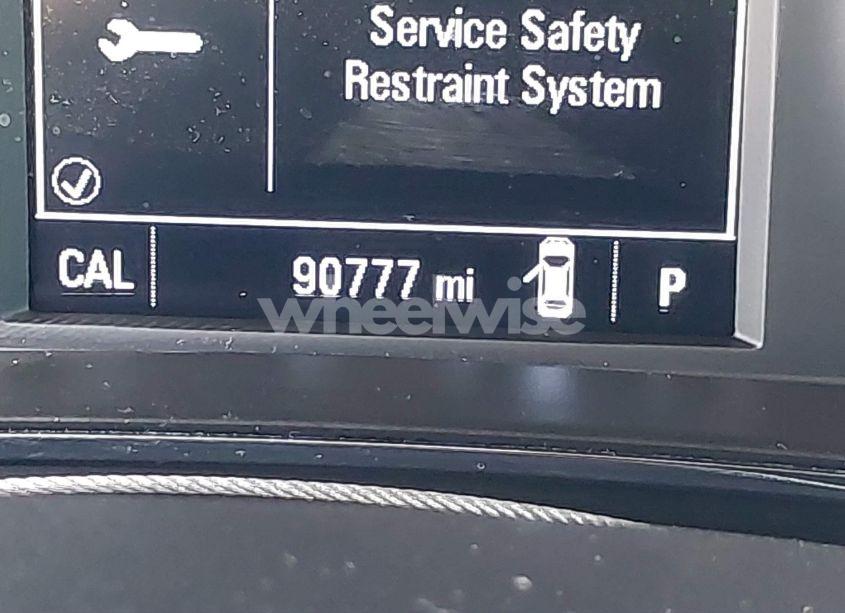 Service Safety
Restraint System
CAL
90777 mi
P
wheelwise